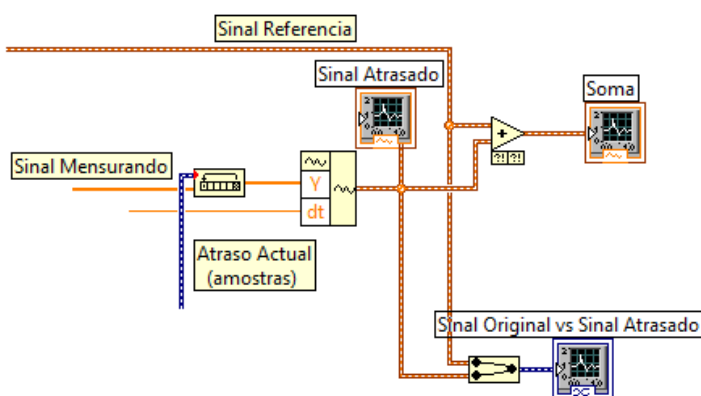 Sinal Referencia
Sinal Atrasado
Soma
Sinal Mensurando
Y
dt
Atraso Actual
(amostras)
Sinal Original vs Sinal Atrasado